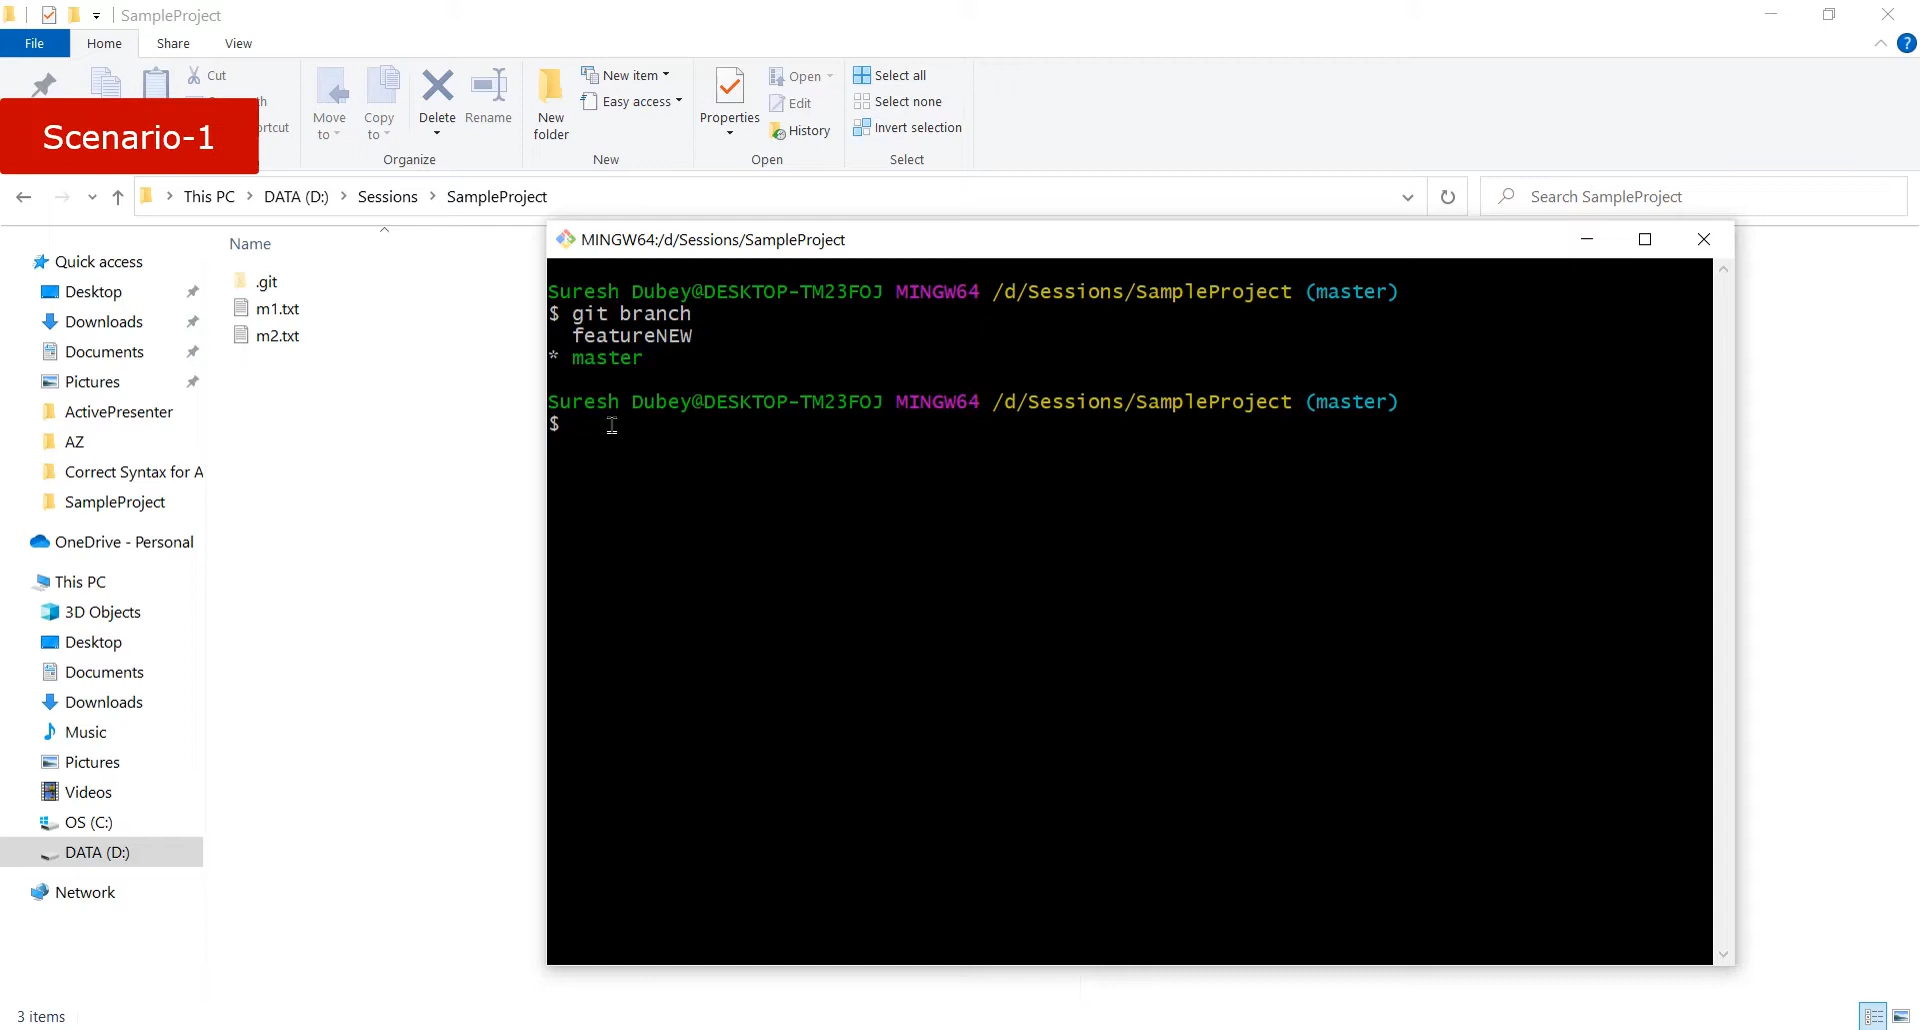 SampleProject
File Home Share View
Cut
Scenario-1
Move to
Copy to
Delete
Rename
Organize
New folder
New item
Easy access
New
Properties
Open
Edit
History
Open
Select all
Select none
Invert selection
Select
This PC > DATA (D:) > Sessions > SampleProject
Search SampleProject
Name
.git
m1.txt
m2.txt
Quick access
Desktop
Downloads
Documents
Pictures
ActivePresenter
AZ
Correct Syntax for A
SampleProject
OneDrive - Personal
This PC
3D Objects
Desktop
Documents
Downloads
Music
Pictures
Videos
OS (C:)
DATA (D:)
Network
3 items
MINGW64:/d/Sessions/SampleProject
Suresh Dubey@DESKTOP-TM23FOJ MINGW64 /d/Sessions/SampleProject (master)
$ git branch
featureNEW
* master
Suresh Dubey@DESKTOP-TM23FOJ MINGW64 /d/Sessions/SampleProject (master)
$